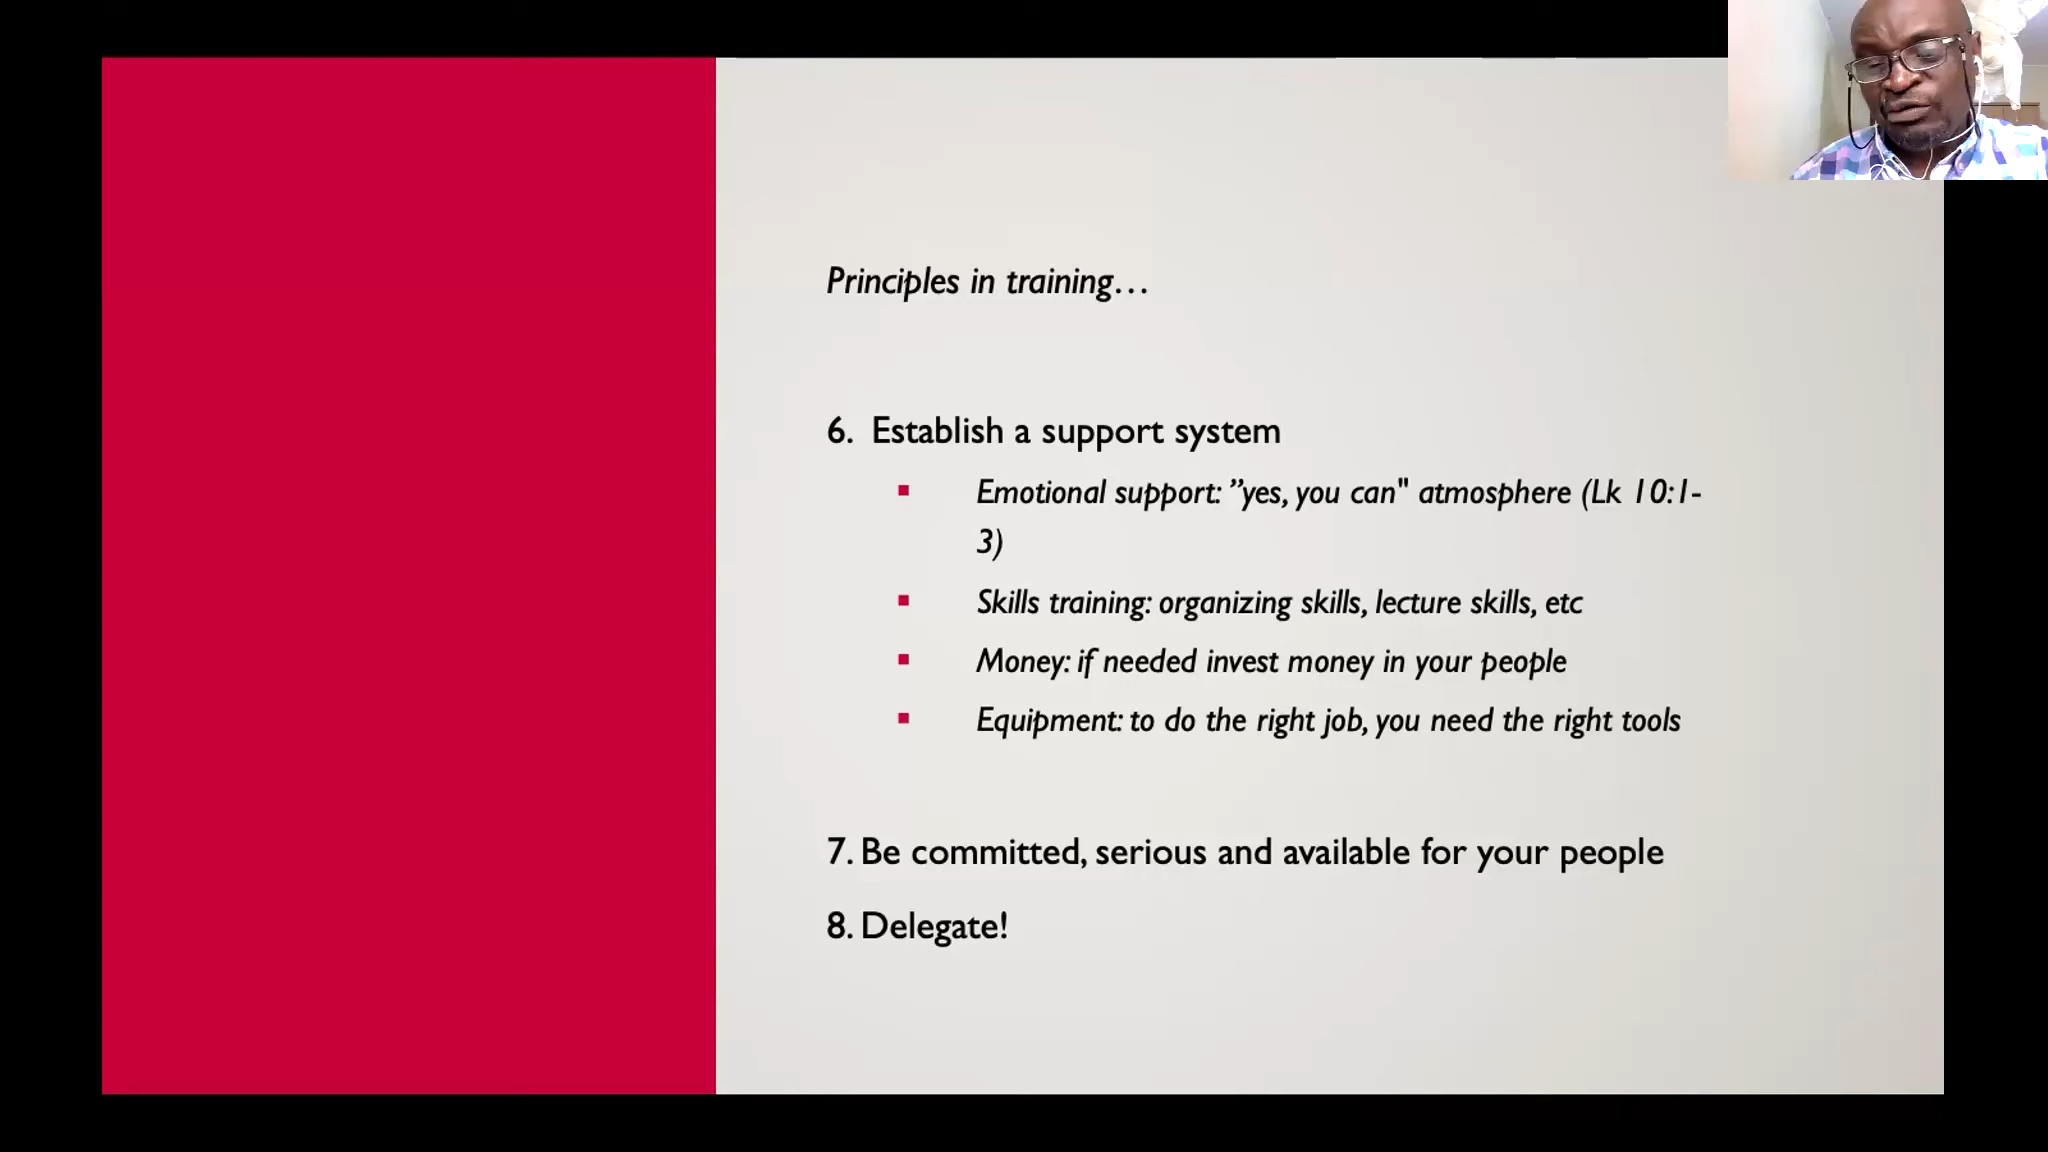 Principles in training…
6. Establish a support system
▪ Emotional support: ”yes, you can" atmosphere (Lk 10:1-
3)
▪ Skills training: organizing skills, lecture skills, etc
▪ Money: if needed invest money in your people
▪ Equipment: to do the right job, you need the right tools
7. Be committed, serious and available for your people
8. Delegate!